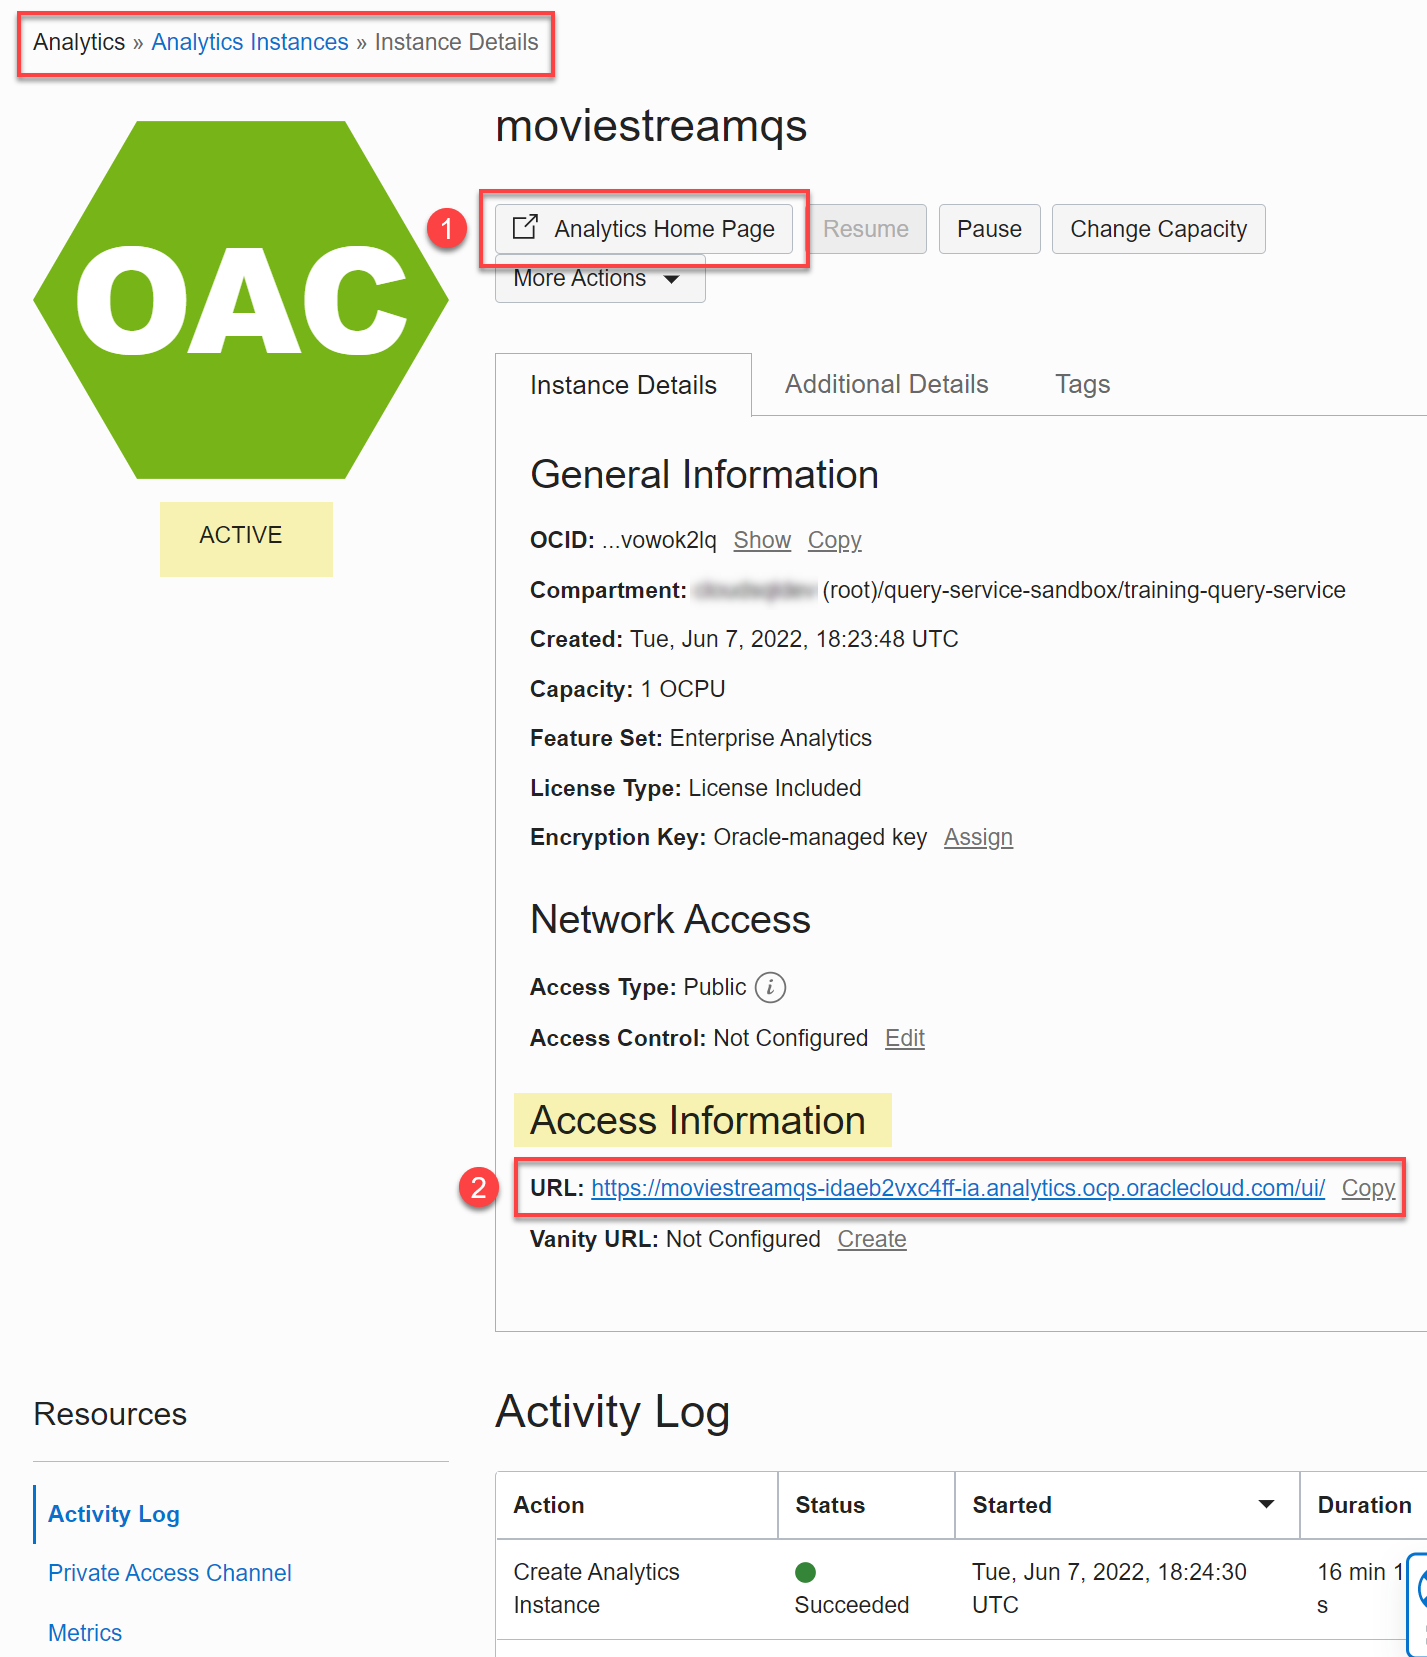 Analytics » Analytics Instances » Instance Details
moviestreamqs
OAC
ACTIVE
1
Analytics Home Page
Resume
Pause
Change Capacity
More Actions
Instance Details
Additional Details
Tags
General Information
OCID: ...vowok2lq Show Copy
Compartment: (root)/query-service-sandbox/training-query-service
Created: Tue, Jun 7, 2022, 18:23:48 UTC
Capacity: 1 OCPU
Feature Set: Enterprise Analytics
License Type: License Included
Encryption Key: Oracle-managed key Assign
Network Access
Access Type: Public i
Access Control: Not Configured Edit
Access Information
2
URL: https://moviestreamqs-idaeb2vxc4ff-ia.analytics.ocp.oraclecloud.com/ui/ Copy
Vanity URL: Not Configured Create
Resources
Activity Log
Private Access Channel
Metrics
Activity Log
Action Status Started Duration
Create Analytics
Instance
Succeeded
Tue, Jun 7, 2022, 18:24:30
UTC
16 min 1
s